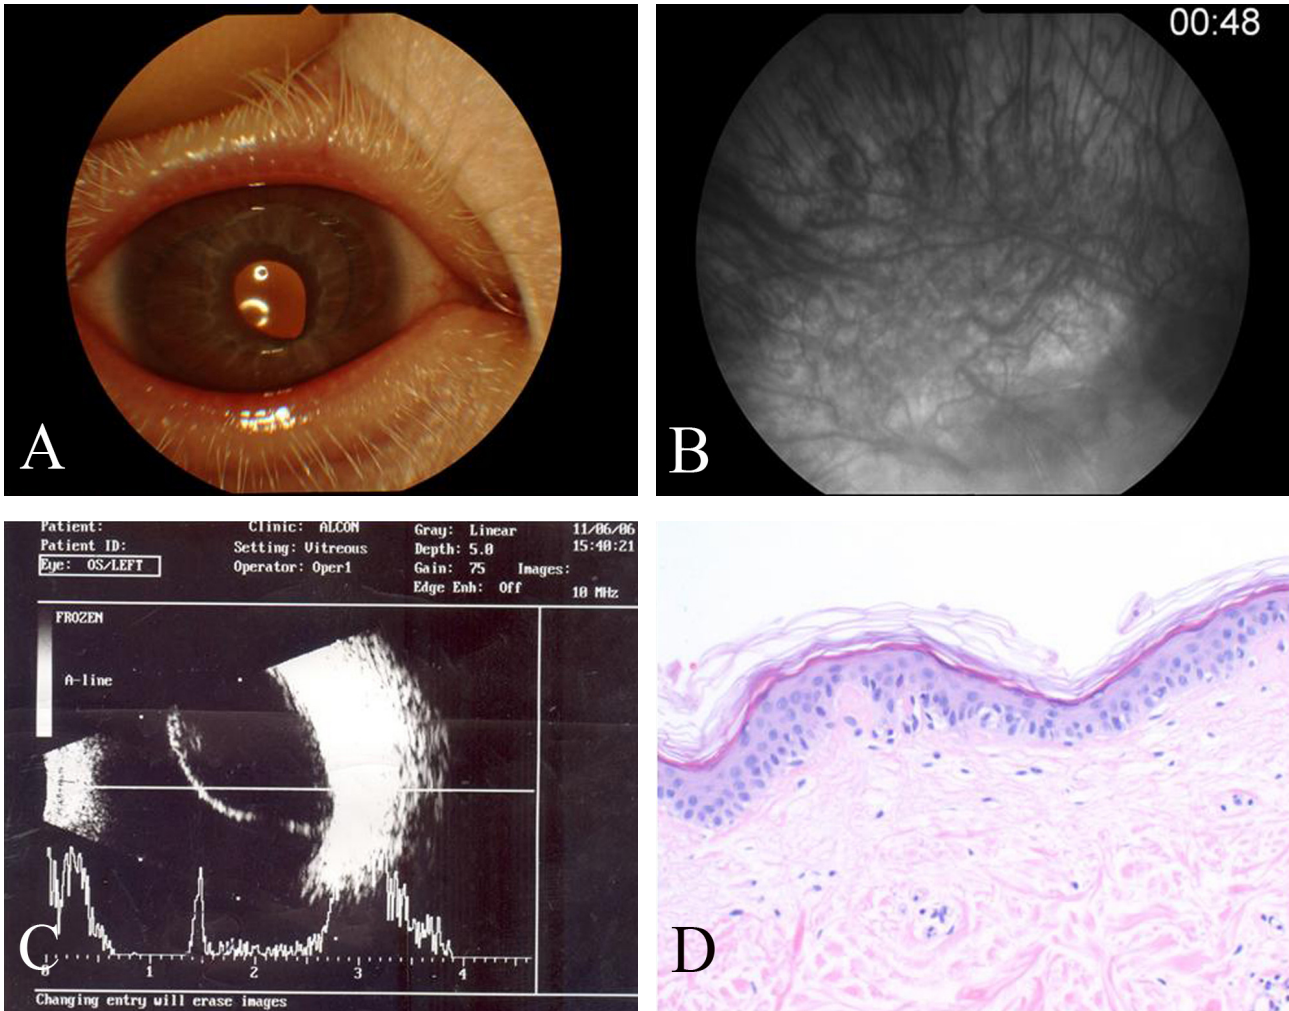 00:48
A
B
Patient: Clinic: ALCON Gray: Linear 11/06/06
Patient ID: Setting: Vitreous Depth: 5.0 15:40:21
Eye: OS/LEFT Operator: Oper1 Gain: 75 Images:
Edge Enh: Off 10 MHz
FROZEN
A-line
0 1 2 3 4
Changing entry will erase images
C
D